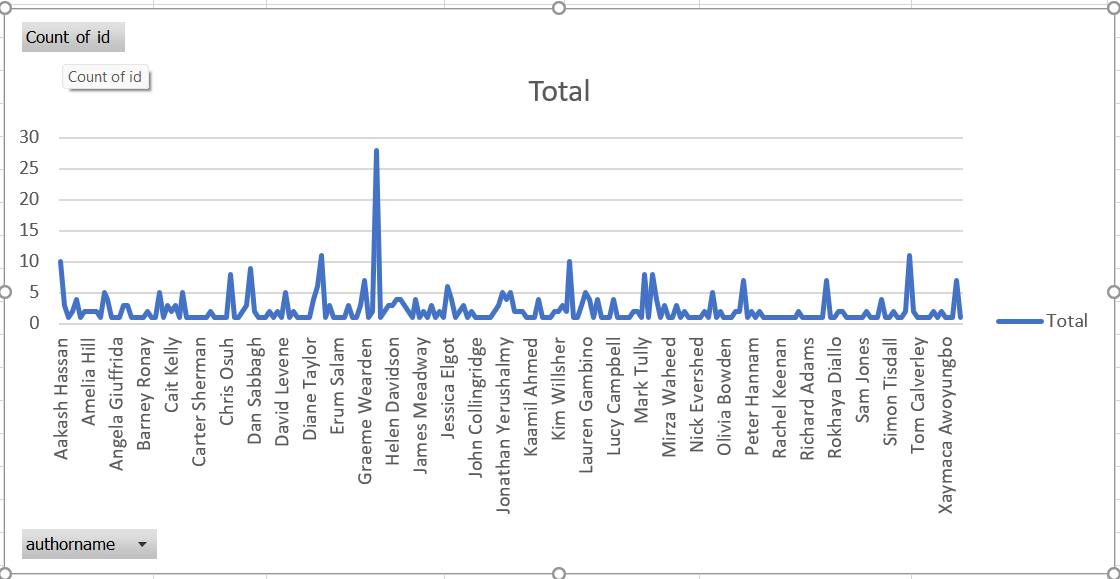 Count of id
Count of id
Total
30
25
20
15
10
5
0
Total
Aakash Hassan
Amelia Hill
Angela Giuffrida
Barney Ronay
Cait Kelly
Carter Sherman
Chris Osuh
Dan Sabbagh
David Levene
Diane Taylor
Erum Salam
Graeme Wearden
Helen Davidson
James Meadway
Jessica Elgot
John Collingridge
Jonathan Yerushalmy
Kaamil Ahmed
Kim Willsher
Lauren Gambino
Lucy Campbell
Mark Tully
Mirza Waheed
Nick Evershed
Olivia Bowden
Peter Hannam
Rachel Keenan
Richard Adams
Rokhaya Diallo
Sam Jones
Simon Tisdall
Tom Calverley
Xaymaca Awoyungbo
authorname